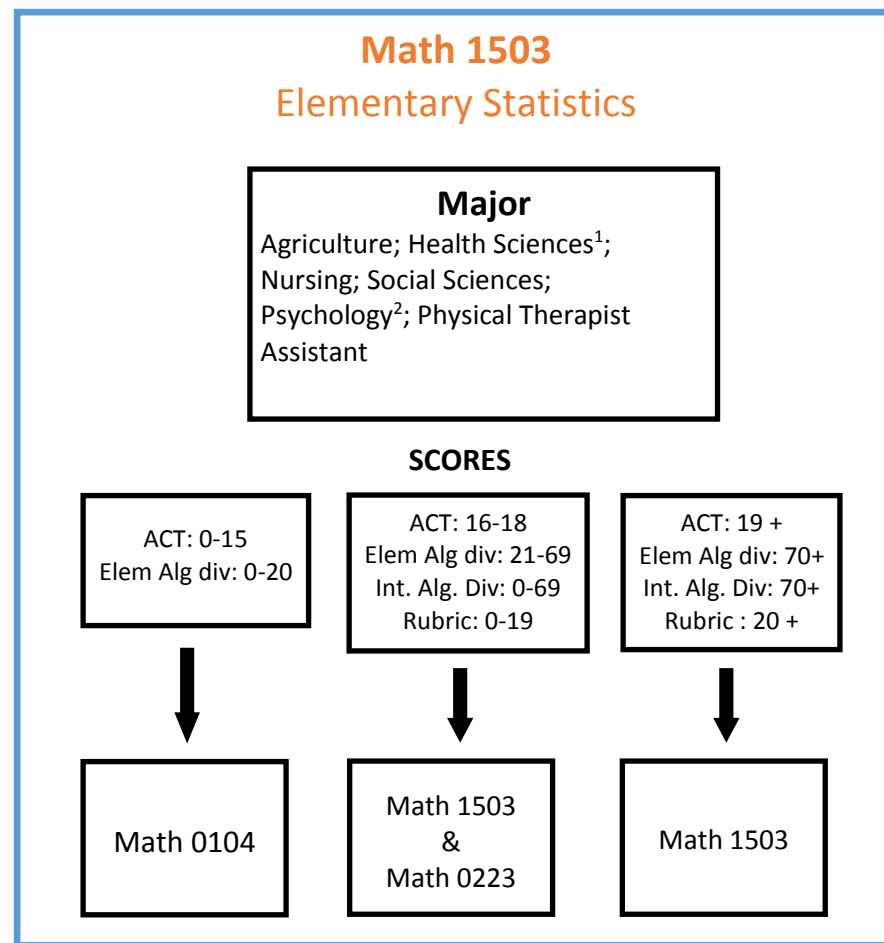 Math 1503
Elementary Statistics
Major
Agriculture; Health Sciences¹;
Nursing; Social Sciences;
Psychology²; Physical Therapist
Assistant
SCORES
ACT: 0-15
Elem Alg div: 0-20
ACT: 16-18
Elem Alg div: 21-69
Int. Alg. Div: 0-69
Rubric: 0-19
ACT: 19 +
Elem Alg div: 70+
Int. Alg. Div: 70+
Rubric : 20 +
Math 0104
Math 1503
&
Math 0223
Math 1503